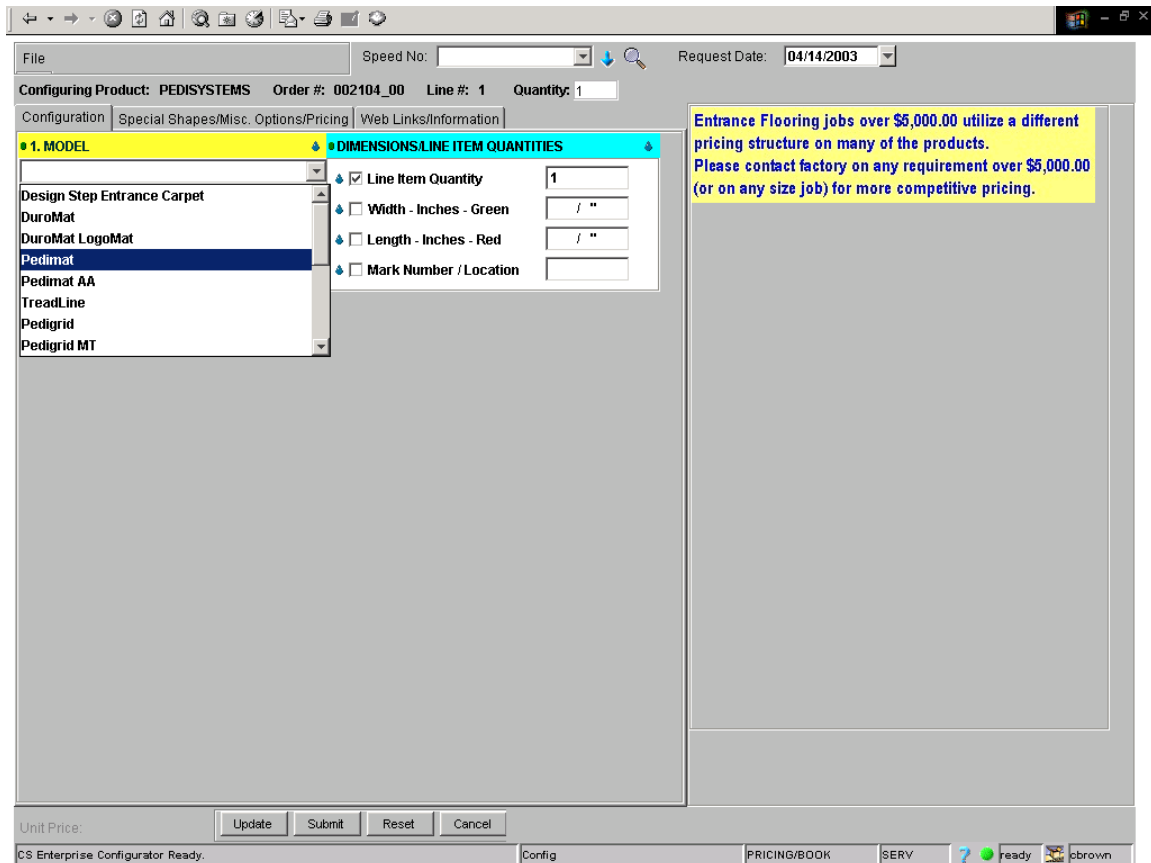 File
Speed No:
Request Date: 04/14/2003
Configuring Product: PEDISYSTEMS Order #: 002104_00 Line #: 1 Quantity: 1
Configuration Special Shapes/Misc. Options/Pricing Web Links/Information
1. MODEL
Design Step Entrance Carpet
DuroMat
DuroMat LogoMat
Pedimat
Pedimat AA
TreadLine
Pedigrid
Pedigrid MT
DIMENSIONS/LINE ITEM QUANTITIES
Line Item Quantity 1
Width - Inches - Green / "
Length - Inches - Red / "
Mark Number / Location
Entrance Flooring jobs over $5,000.00 utilize a different
pricing structure on many of the products.
Please contact factory on any requirement over $5,000.00
(or on any size job) for more competitive pricing.
Unit Price:
Update Submit Reset Cancel
CS Enterprise Configurator Ready. Config PRICING/BOOK SERV ? ready obrown